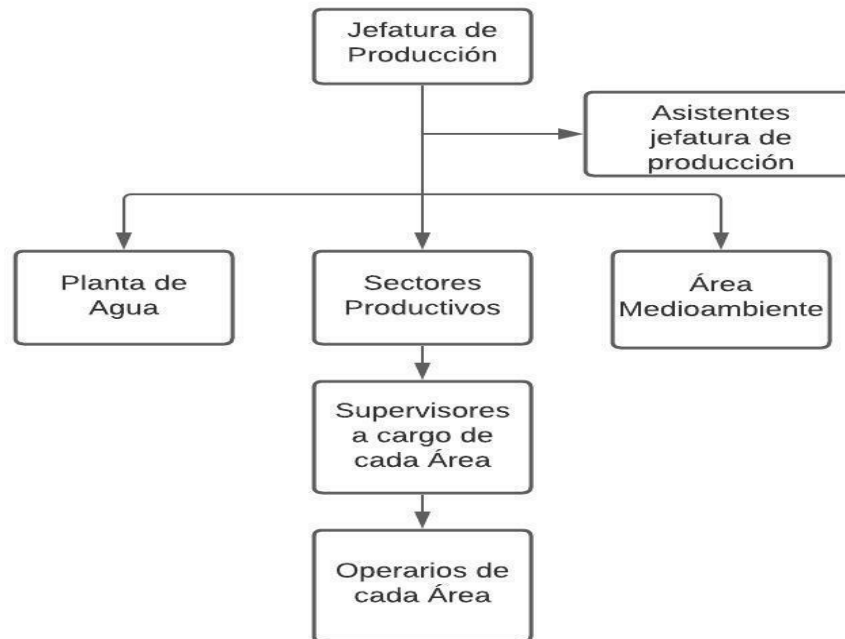 Jefatura de
Producción
Asistentes
jefatura de
producción
Planta de
Agua
Sectores
Productivos
Área
Medioambiente
Supervisores
a cargo de
cada Área
Operarios de
cada Área